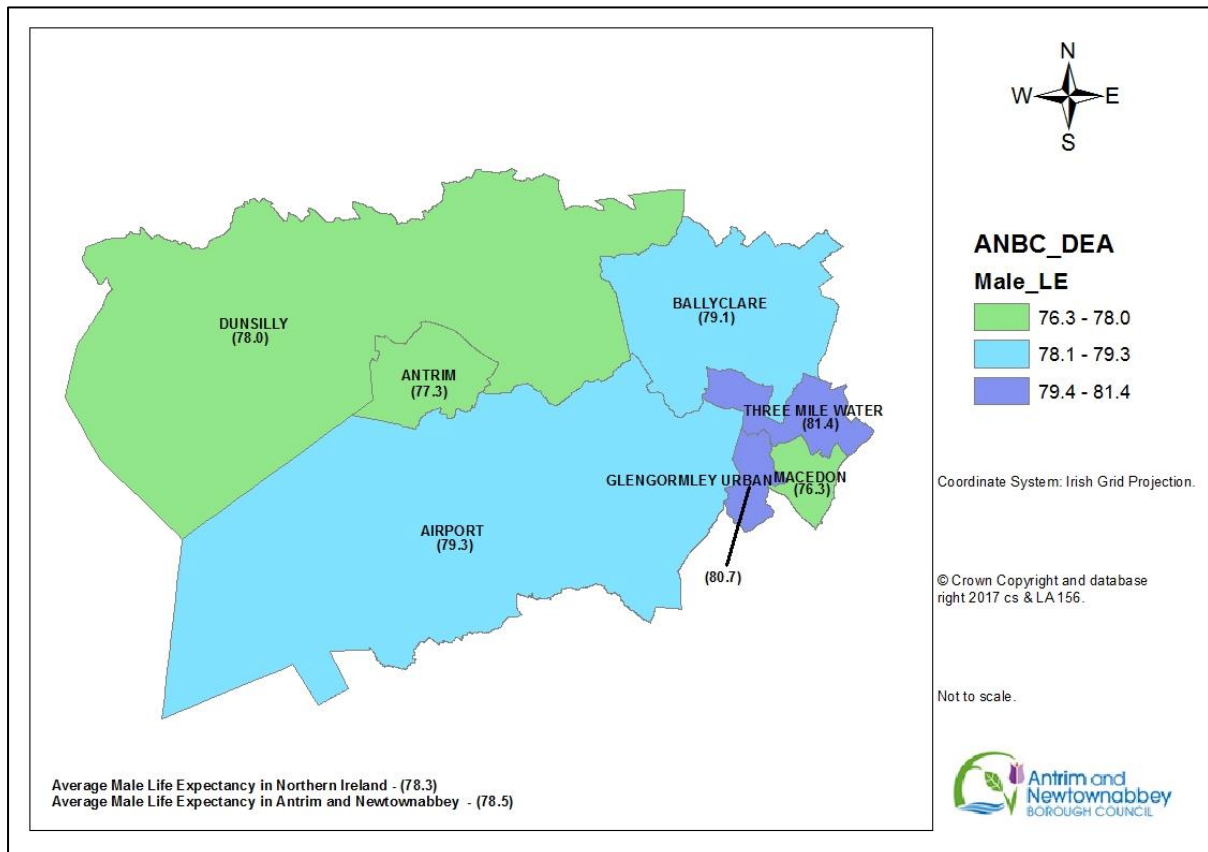 N
W E
S
ANBC_DEA
Male_LE
76.3 - 78.0
78.1 - 79.3
79.4 - 81.4
DUNSILLY
(78.0)
ANTRIM
(77.3)
BALLYCLARE
(79.1)
THREE MILE WATER
(81.4)
GLENGORMLEY URBAN
MACEDON
(76.3)
AIRPORT
(79.3)
(80.7)
Coordinate System: Irish Grid Projection.
© Crown Copyright and database
right 2017 cs & LA 156.
Not to scale.
Average Male Life Expectancy in Northern Ireland - (78.3)
Average Male Life Expectancy in Antrim and Newtownabbey - (78.5)
Antrim and
Newtownabbey
BOROUGH COUNCIL